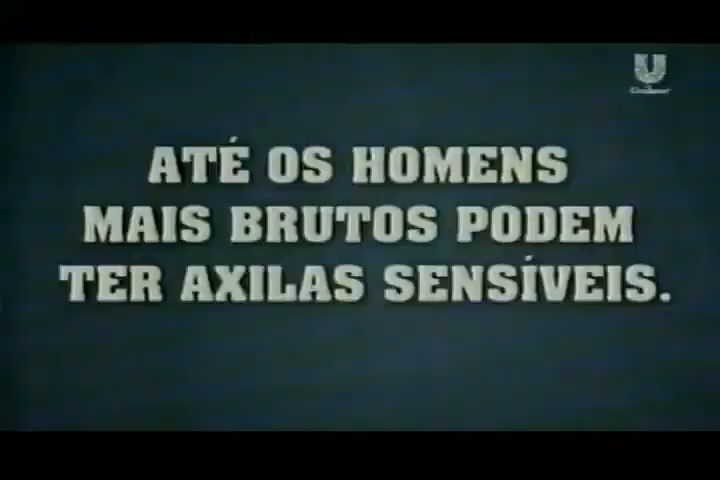 ATÉ OS HOMENS
MAIS BRUTOS PODEM
TER AXILAS SENSÍVEIS.